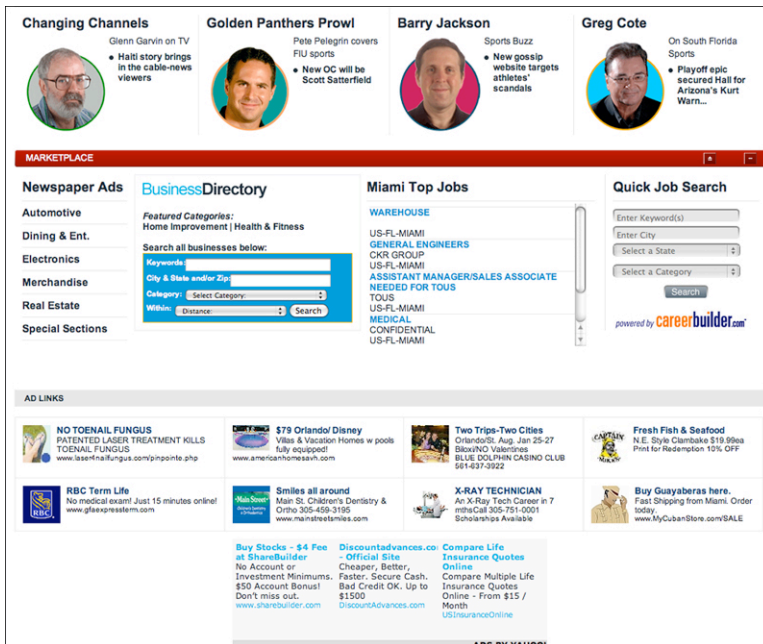 Changing Channels
Glenn Garvin on TV
• Haiti story brings
in the cable-news
viewers
Golden Panthers Prowl
Pete Pelegrin covers
FIU sports
• New OC will be
Scott Satterfield
Barry Jackson
Sports Buzz
• New gossip
website targets
athletes'
scandals
Greg Cote
On South Florida
Sports
• Playoff epic
secured Hall for
Arizona's Kurt
Warn...
MARKETPLACE
Newspaper Ads
Automotive
Dining & Ent.
Electronics
Merchandise
Real Estate
Special Sections
BusinessDirectory
Featured Categories:
Home Improvement | Health & Fitness
Search all businesses below:
Keywords:
City & State and/or Zip:
Category: Select Category:
Within: Distance: Search
Miami Top Jobs
WAREHOUSE
US-FL-MIAMI
GENERAL ENGINEERS
CKR GROUP
US-FL-MIAMI
ASSISTANT MANAGER/SALES ASSOCIATE
NEEDED FOR TOUS
TOUS
US-FL-MIAMI
MEDICAL
CONFIDENTIAL
US-FL-MIAMI
Quick Job Search
Enter Keyword(s)
Enter City
Select a State
Select a Category
Search
powered by careerbuilder.com
AD LINKS
NO TOENAIL FUNGUS
PATENTED LASER TREATMENT KILLS
TOENAIL FUNGUS
www.laser4nailfungus.com/pinpointe.php
$79 Orlando/ Disney
Villas & Vacation Homes w pools
fully equipped!
www.americanhomesavh.com
Two Trips-Two Cities
Orlando/St. Aug. Jan 25-27
Biloxi/NO Valentines
BLUE DOLPHIN CASINO CLUB
561-637-3922
CAPTAIN
Fresh Fish & Seafood
N.E. Style Clambake $19.99ea
Print for Redemption 10% OFF
RBC
RBC Term Life
No medical exam! Just 15 minutes online!
www.gfaexpressterm.com
Main Street
Smiles all around
Main St. Children's Dentistry &
Ortho 305-459-3195
www.mainstreetsmiles.com
X-RAY TECHNICIAN
An X-Ray Tech Career in 7
mthsCall 305-751-0001
Scholarships Available
Buy Guayaberas here.
Fast Shipping from Miami. Order
today.
www.MyCubanStore.com/SALE
Buy Stocks - $4 Fee
at ShareBuilder
No Account or
Investment Minimums.
$50 Account Bonus!
Don't miss out.
www.sharebuilder.com
Discountadvances.co
- Official Site
Cheaper, Better,
Faster. Secure Cash.
Bad Credit OK. Up to
$1500
DiscountAdvances.com
Compare Life
Insurance Quotes
Online
Compare Multiple Life
Insurance Quotes
Online - From $15 /
Month
USInsuranceOnline
ADS BY YAHOO!